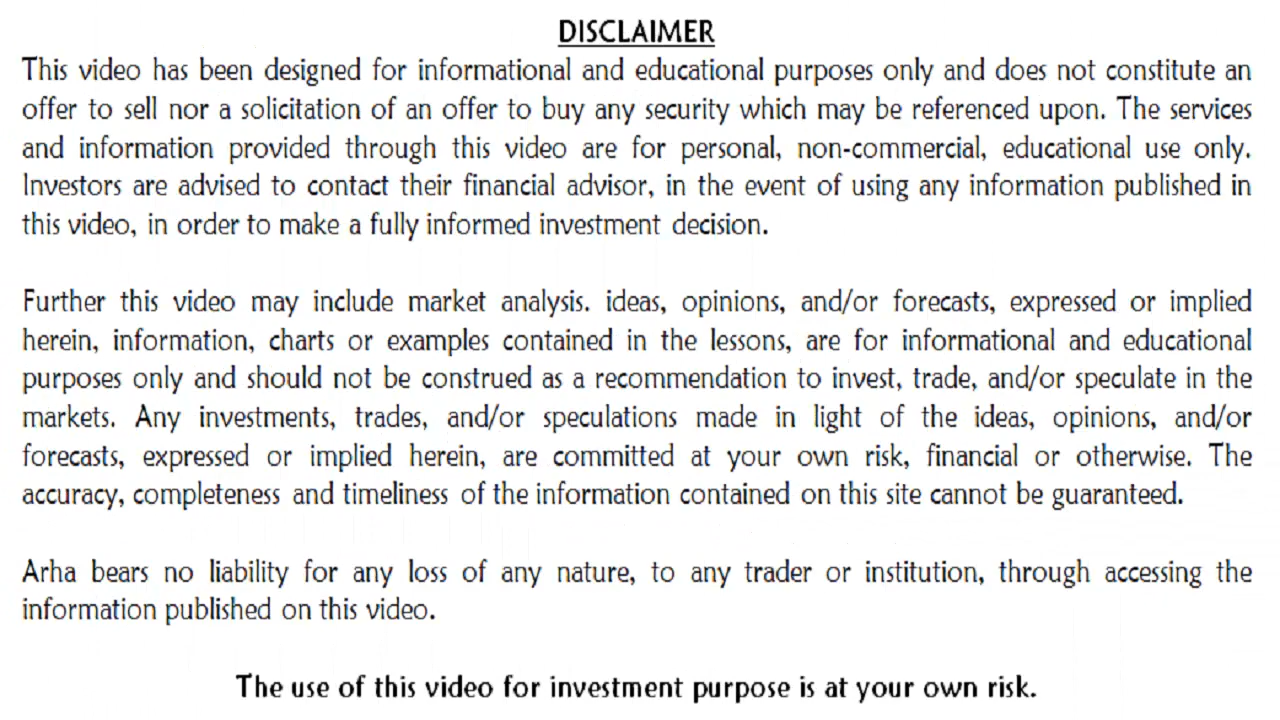 DISCLAIMER
This video has been designed for informational and educational purposes only and does not constitute an
offer to sell nor a solicitation of an offer to buy any security which may be referenced upon. The services
and information provided through this video are for personal, non-commercial, educational use only.
Investors are advised to contact their financial advisor, in the event of using any information published in
this video, in order to make a fully informed investment decision.
Further this video may include market analysis. ideas, opinions, and/or forecasts, expressed or implied
herein, information, charts or examples contained in the lessons, are for informational and educational
purposes only and should not be construed as a recommendation to invest, trade, and/or speculate in the
markets. Any investments, trades, and/or speculations made in light of the ideas, opinions, and/or
forecasts, expressed or implied herein, are committed at your own risk, financial or otherwise. The
accuracy, completeness and timeliness of the information contained on this site cannot be guaranteed.
Arha bears no liability for any loss of any nature, to any trader or institution, through accessing the
information published on this video.
The use of this video for investment purpose is at your own risk.